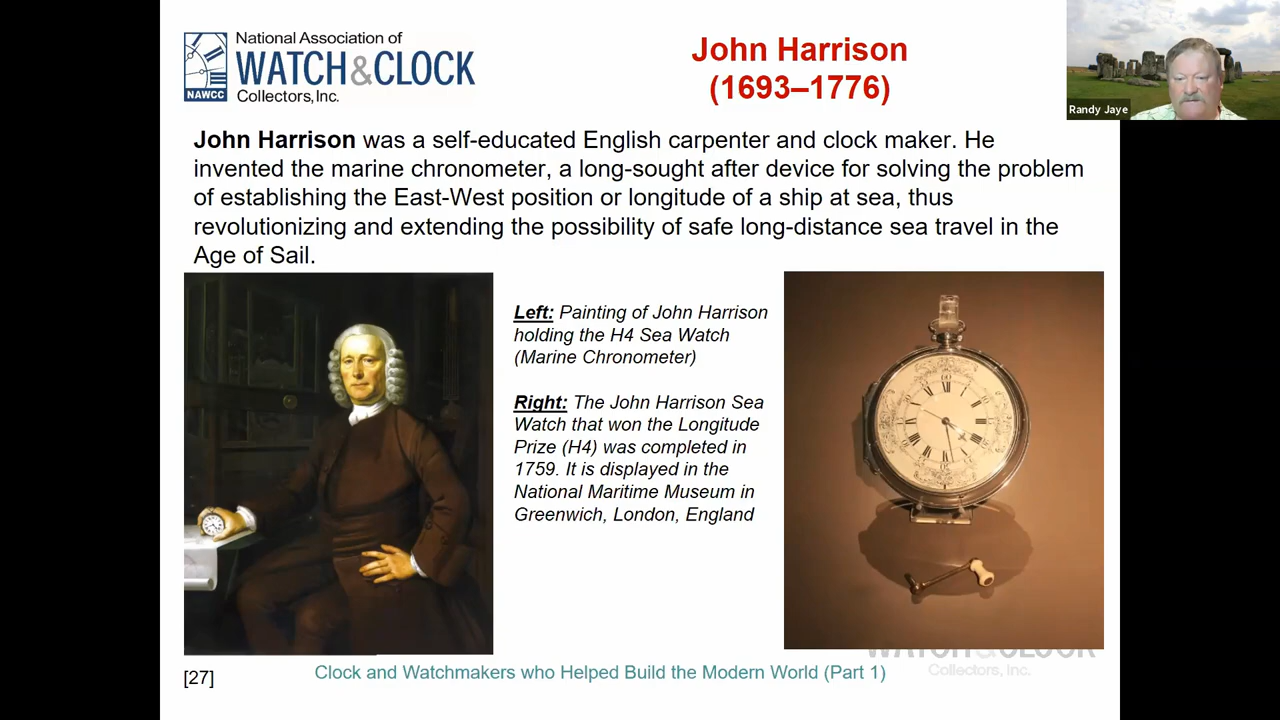 National Association of
WATCH&CLOCK
Collectors, Inc.
NAWCC
John Harrison
(1693–1776)
Randy Jaye
John Harrison was a self-educated English carpenter and clock maker. He
invented the marine chronometer, a long-sought after device for solving the problem
of establishing the East-West position or longitude of a ship at sea, thus
revolutionizing and extending the possibility of safe long-distance sea travel in the
Age of Sail.
Left: Painting of John Harrison
holding the H4 Sea Watch
(Marine Chronometer)
Right: The John Harrison Sea
Watch that won the Longitude
Prize (H4) was completed in
1759. It is displayed in the
National Maritime Museum in
Greenwich, London, England
[27]
Clock and Watchmakers who Helped Build the Modern World (Part 1)
WATCH&CLOCK
Collectors, Inc.